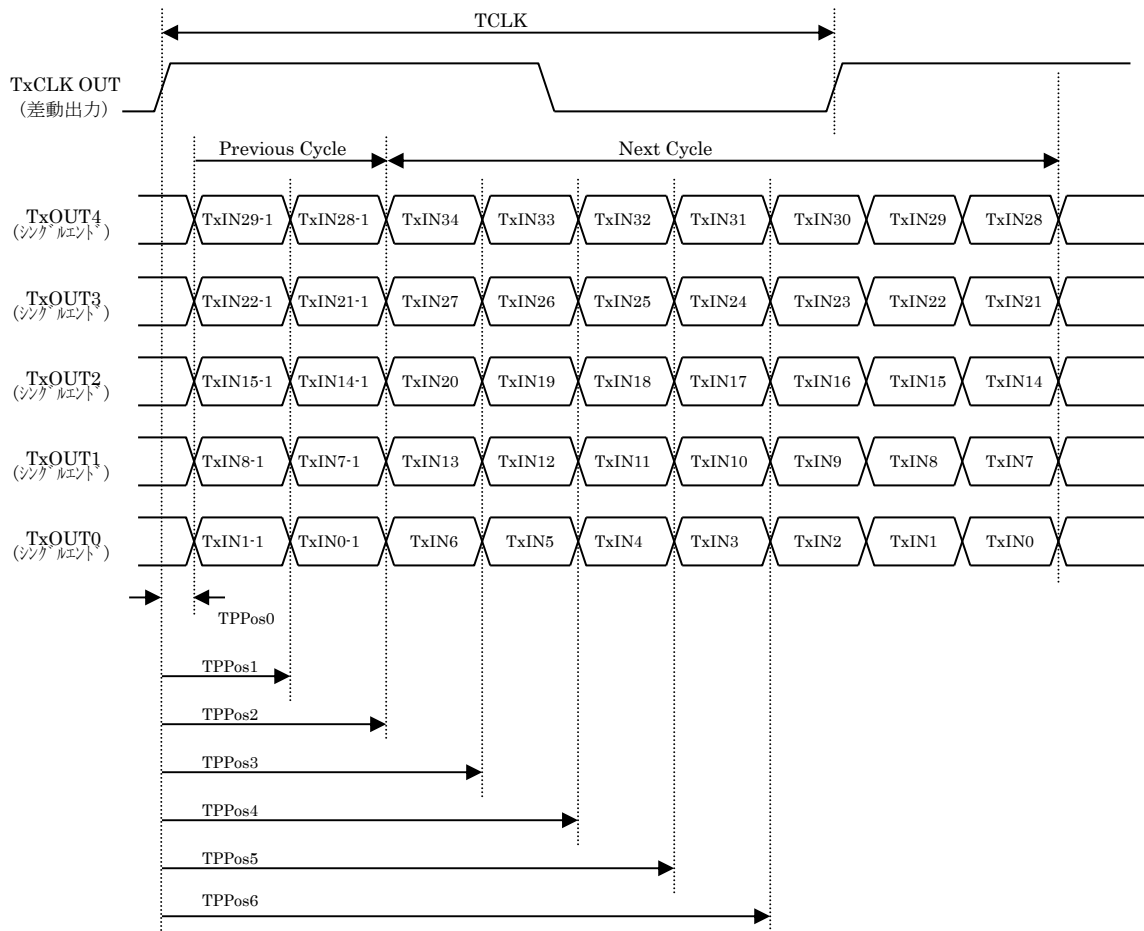 TCLK
TxCLK OUT
（差動出力）
Previous Cycle
Next Cycle
TxOUT4
(ｼﾝｸﾞﾙｴﾝﾄﾞ)
TxIN29-1 TxIN28-1 TxIN34 TxIN33 TxIN32 TxIN31 TxIN30 TxIN29 TxIN28
TxOUT3
(ｼﾝｸﾞﾙｴﾝﾄﾞ)
TxIN22-1 TxIN21-1 TxIN27 TxIN26 TxIN25 TxIN24 TxIN23 TxIN22 TxIN21
TxOUT2
(ｼﾝｸﾞﾙｴﾝﾄﾞ)
TxIN15-1 TxIN14-1 TxIN20 TxIN19 TxIN18 TxIN17 TxIN16 TxIN15 TxIN14
TxOUT1
(ｼﾝｸﾞﾙｴﾝﾄﾞ)
TxIN8-1 TxIN7-1 TxIN13 TxIN12 TxIN11 TxIN10 TxIN9 TxIN8 TxIN7
TxOUT0
(ｼﾝｸﾞﾙｴﾝﾄﾞ)
TxIN1-1 TxIN0-1 TxIN6 TxIN5 TxIN4 TxIN3 TxIN2 TxIN1 TxIN0
TPPos0
TPPos1
TPPos2
TPPos3
TPPos4
TPPos5
TPPos6